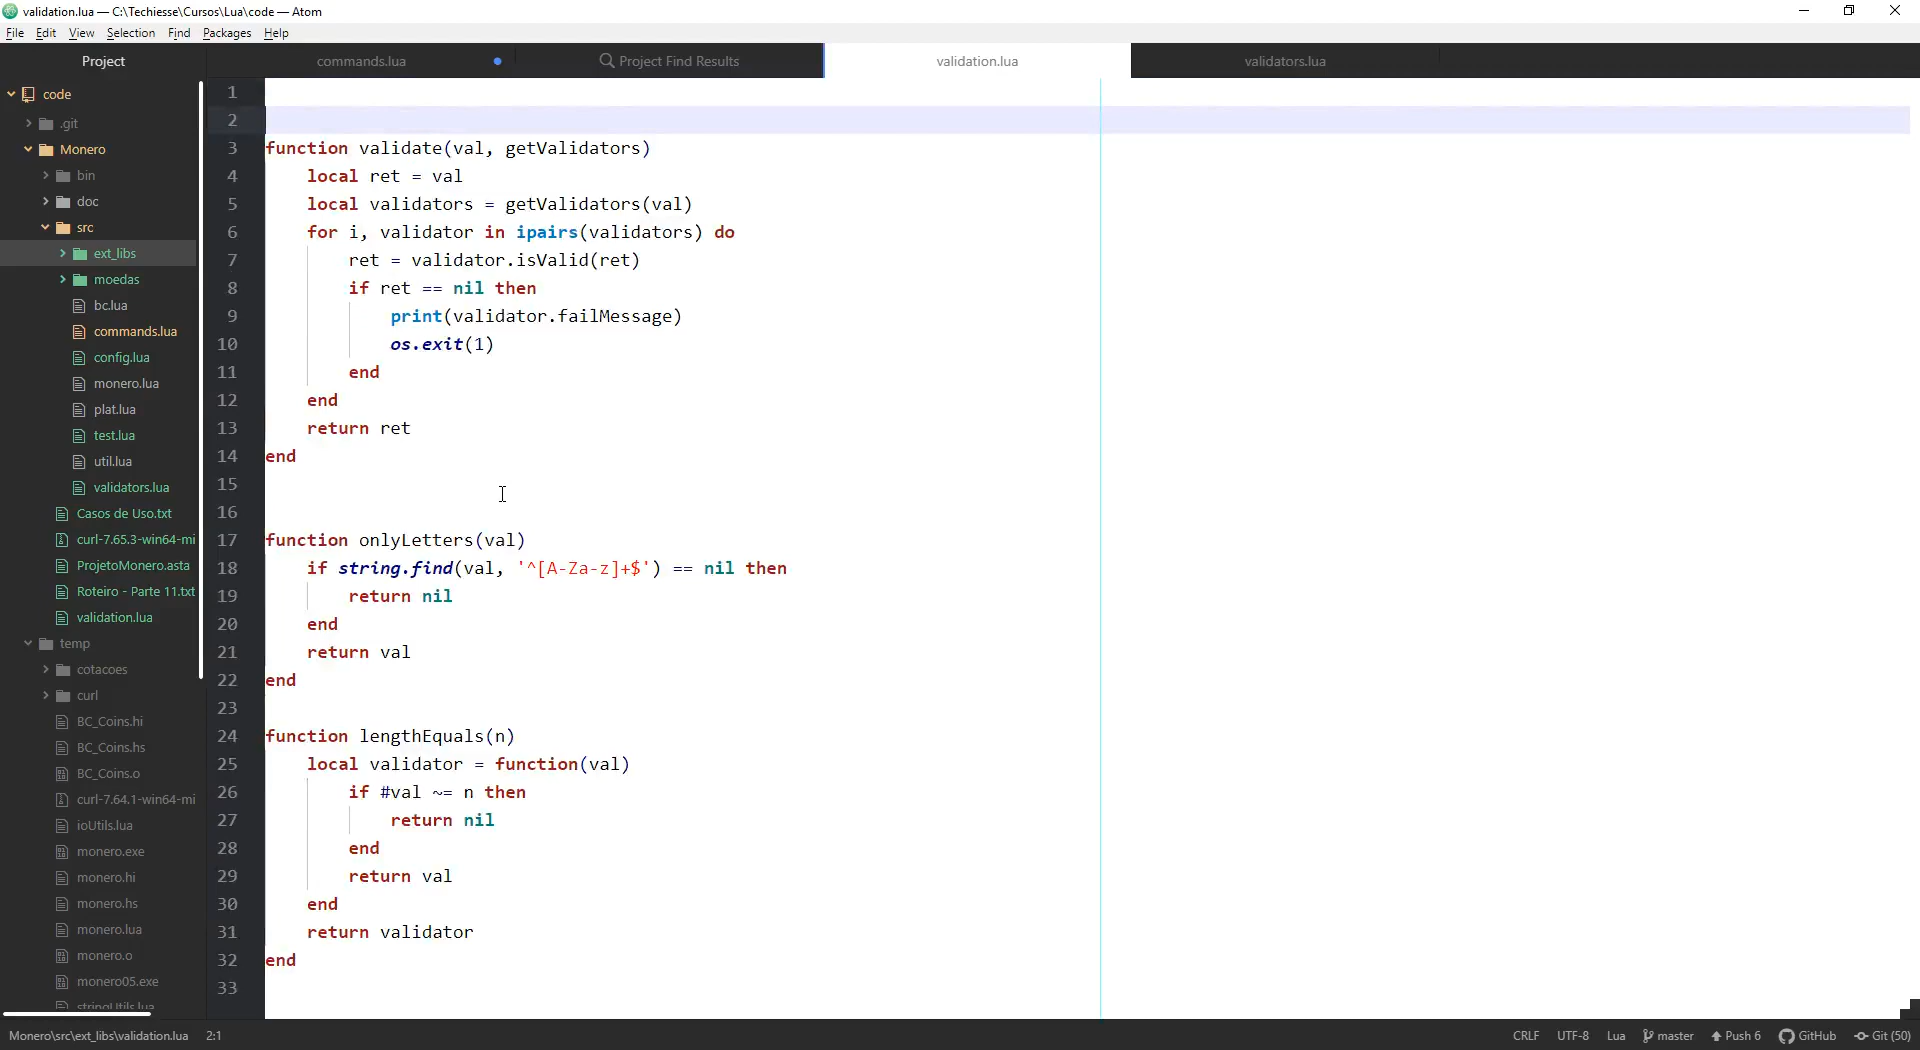 validation.lua — C:\Techiesse\Cursos\Lua\code — Atom
File Edit View Selection Find Packages Help
Project
commands.lua
Project Find Results
validation.lua
validators.lua
code
.git
Monero
bin
doc
src
ext_libs
moedas
bc.lua
commands.lua
config.lua
monero.lua
plat.lua
test.lua
util.lua
validators.lua
Casos de Uso.txt
curl-7.65.3-win64-mi
ProjetoMonero.asta
Roteiro - Parte 11.txt
validation.lua
temp
cotacoes
curl
BC_Coins.hi
BC_Coins.hs
BC_Coins.o
curl-7.64.1-win64-mi
ioUtils.lua
monero.exe
monero.hi
monero.hs
monero.lua
monero.o
monero05.exe
stringUtils.lua
1
2
3 function validate(val, getValidators)
4 local ret = val
5 local validators = getValidators(val)
6 for i, validator in ipairs(validators) do
7 ret = validator.isValid(ret)
8 if ret == nil then
9 print(validator.failMessage)
10 os.exit(1)
11 end
12 end
13 return ret
14 end
15
16
17 function onlyLetters(val)
18 if string.find(val, '^[A-Za-z]+$') == nil then
19 return nil
20 end
21 return val
22 end
23
24 function lengthEquals(n)
25 local validator = function(val)
26 if #val ~= n then
27 return nil
28 end
29 return val
30 end
31 return validator
32 end
33
Monero\src\ext_libs\validation.lua 2:1
CRLF UTF-8 Lua master Push 6 GitHub Git (50)